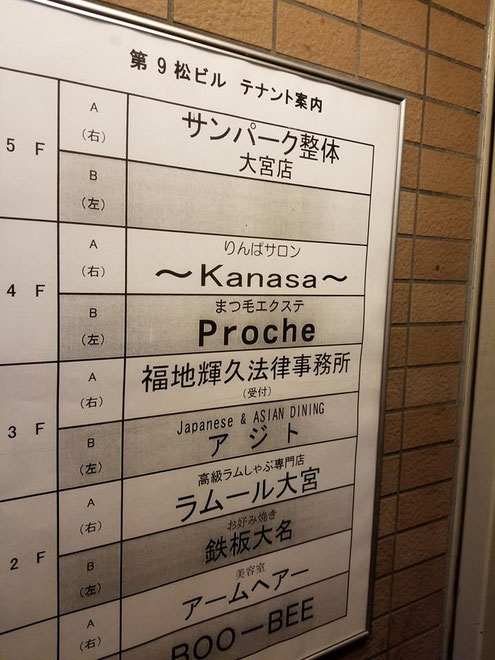 第9松ビル テナント案内
5 F
A
(右)
サンパーク整体
大宮店
B
(左)
4 F
A
(右)
りんぱサロン
～Kanasa～
B
(左)
まつ毛エクステ
Proche
3 F
A
(右)
福地輝久法律事務所
(受付)
B
(左)
Japanese & ASIAN DINING
アジト
2 F
A
(右)
高級ラムしゃぶ専門店
ラムール大宮
B
(左)
お好み焼き
鉄板大名
A
(右)
美容室
アームヘアー
BOO−BEE